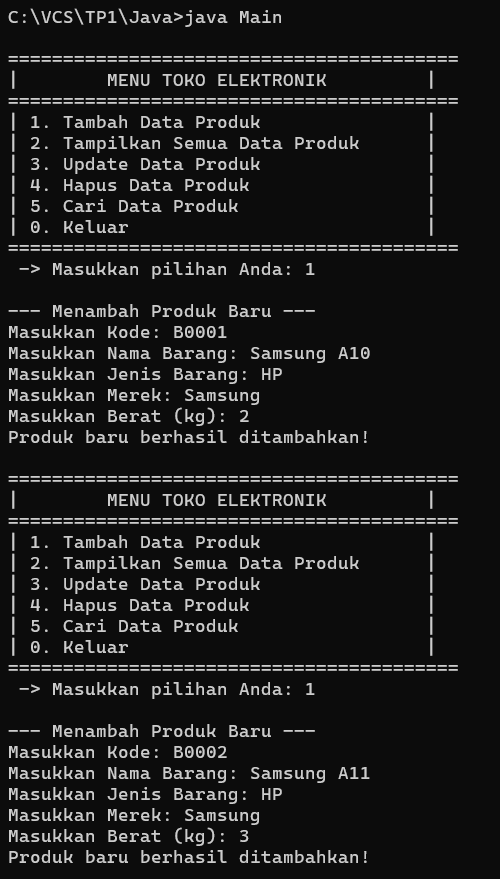 C:\VCS\TP1\Java>java Main
=========================================
|        MENU TOKO ELEKTRONIK         |
=========================================
| 1. Tambah Data Produk               |
| 2. Tampilkan Semua Data Produk      |
| 3. Update Data Produk               |
| 4. Hapus Data Produk                |
| 5. Cari Data Produk                 |
| 0. Keluar                           |
=========================================
 -> Masukkan pilihan Anda: 1
--- Menambah Produk Baru ---
Masukkan Kode: B0001
Masukkan Nama Barang: Samsung A10
Masukkan Jenis Barang: HP
Masukkan Merek: Samsung
Masukkan Berat (kg): 2
Produk baru berhasil ditambahkan!
=========================================
|        MENU TOKO ELEKTRONIK         |
=========================================
| 1. Tambah Data Produk               |
| 2. Tampilkan Semua Data Produk      |
| 3. Update Data Produk               |
| 4. Hapus Data Produk                |
| 5. Cari Data Produk                 |
| 0. Keluar                           |
=========================================
 -> Masukkan pilihan Anda: 1
--- Menambah Produk Baru ---
Masukkan Kode: B0002
Masukkan Nama Barang: Samsung A11
Masukkan Jenis Barang: HP
Masukkan Merek: Samsung
Masukkan Berat (kg): 3
Produk baru berhasil ditambahkan!